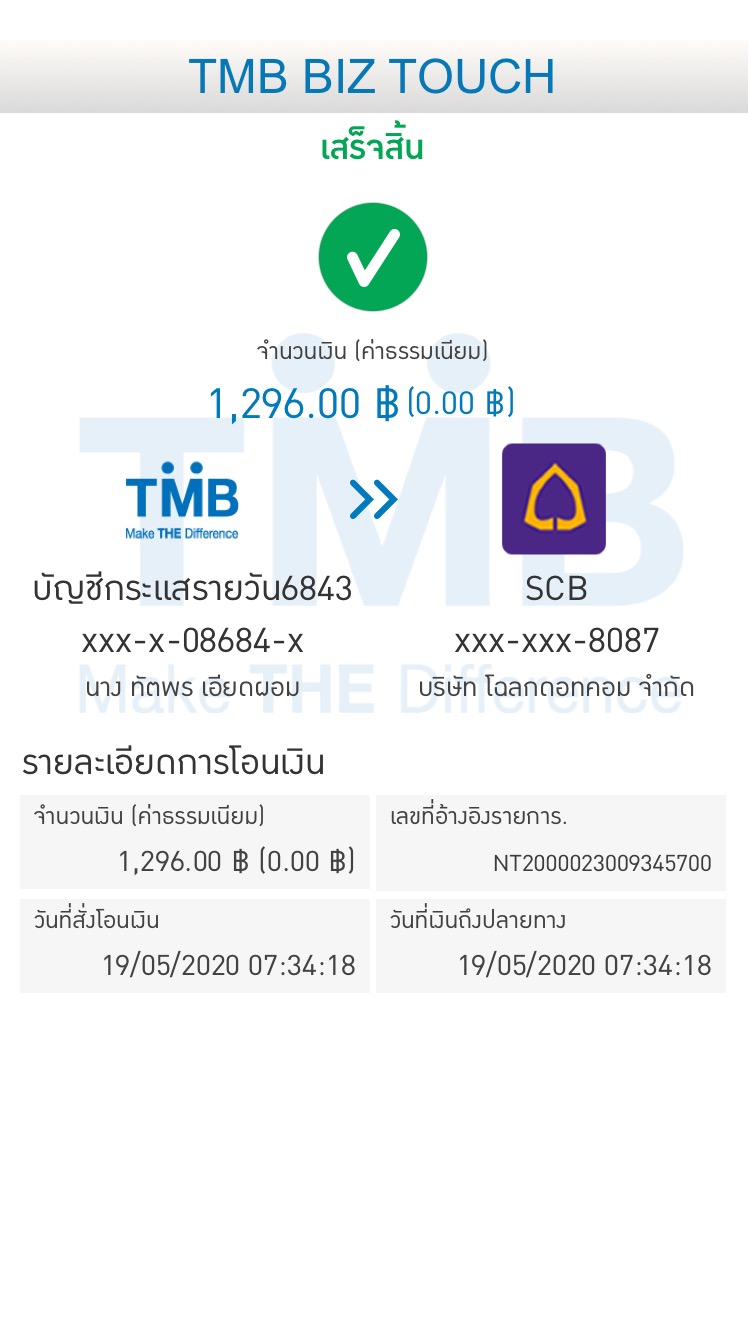 TMB BIZ TOUCH
เสร็จสิ้น
จำนวนเงิน (ค่าธรรมเนียม)
1,296.00 ฿ (0.00 ฿)
TMB
Make THE Difference
TMB
Make THE Difference
บัญชีกระแสรายวัน6843
SCB
xxx-x-08684-x
xxx-xxx-8087
นาง ทัตพร เอียดผอม
บริษัท โฉลกดอทคอม จำกัด
รายละเอียดการโอนเงิน
จำนวนเงิน (ค่าธรรมเนียม)
1,296.00 ฿ (0.00 ฿)
เลขที่อ้างอิงรายการ.
NT2000023009345700
วันที่สั่งโอนเงิน
19/05/2020 07:34:18
วันที่เงินถึงปลายทาง
19/05/2020 07:34:18